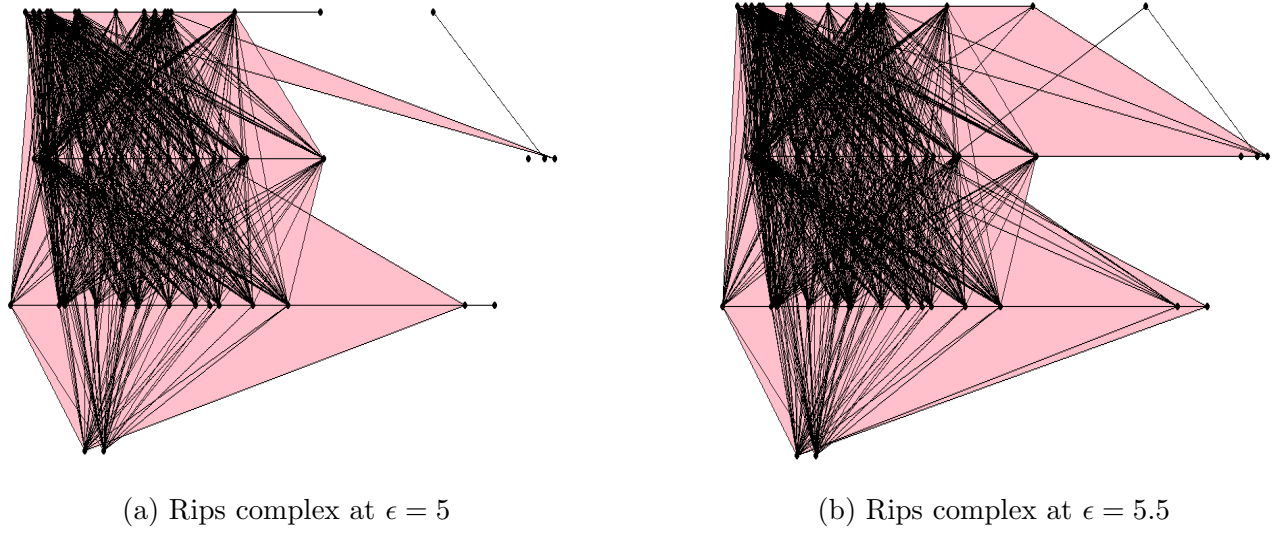 (a) Rips complex at ϵ = 5
(b) Rips complex at ϵ = 5.5